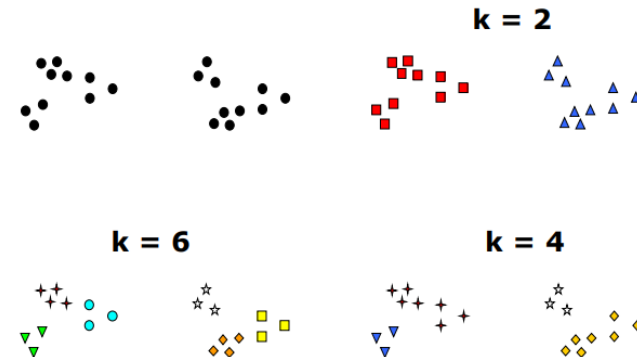 k = 2
k = 6
k = 4